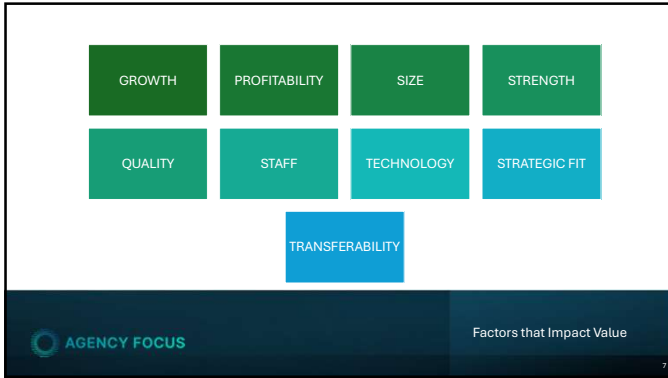 GROWTH
PROFITABILITY
SIZE
STRENGTH
QUALITY
STAFF
TECHNOLOGY
STRATEGIC FIT
TRANSFERABILITY
AGENCY FOCUS
Factors that Impact Value
7